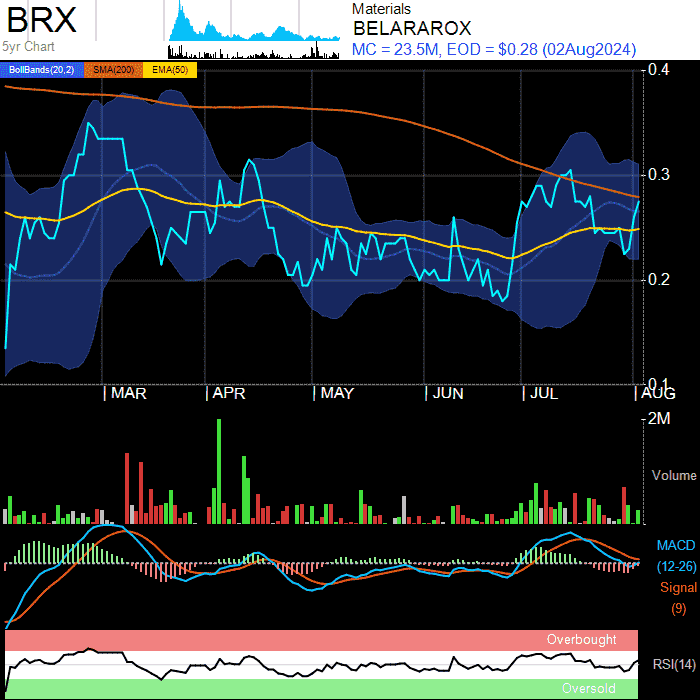 BRX
5yr Chart
Materials
BELARAROX
MC = 23.5M, EOD = $0.28 (02Aug2024)
BollBands(20,2) SMA(200) EMA(50)
0.4
0.3
0.2
0.1
MAR APR MAY JUN JUL AUG
2M
Volume
MACD
(12-26)
Signal
(9)
Overbought
RSI(14)
Oversold